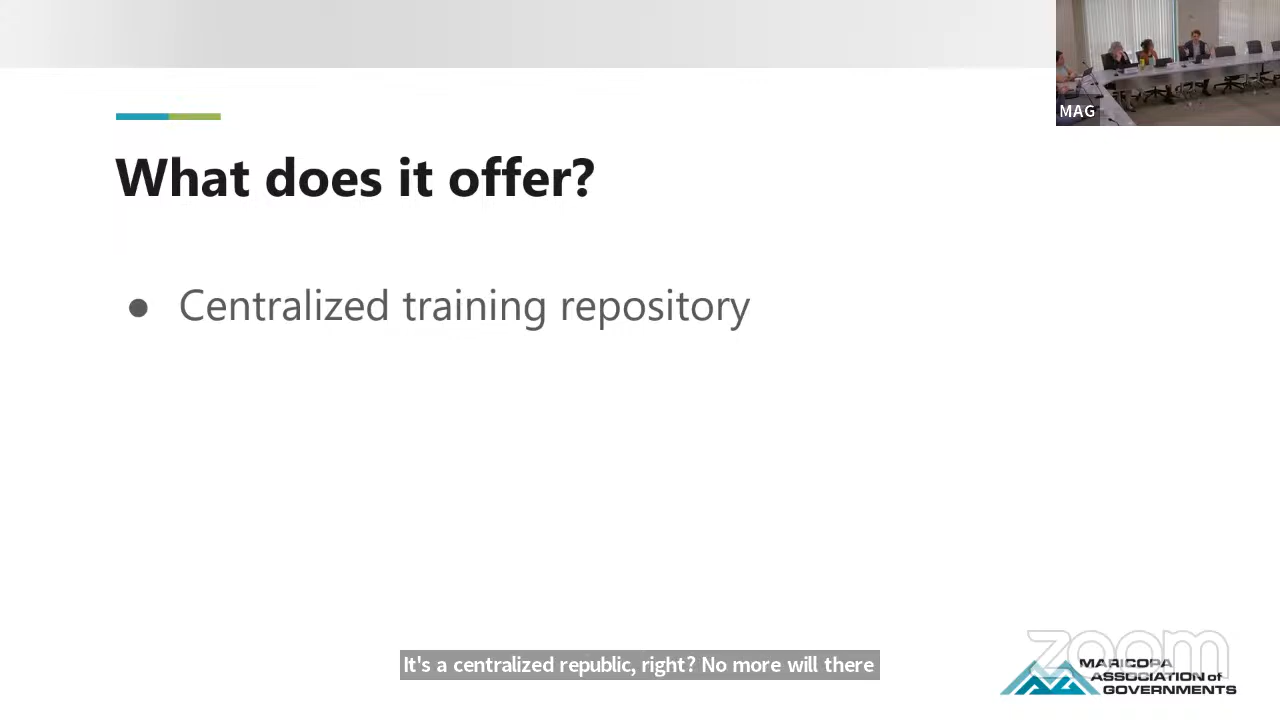 MAG
What does it offer?
● Centralized training repository
It's a centralized republic, right? No more will there
zoom
MARICOPA
ASSOCIATION of
GOVERNMENTS